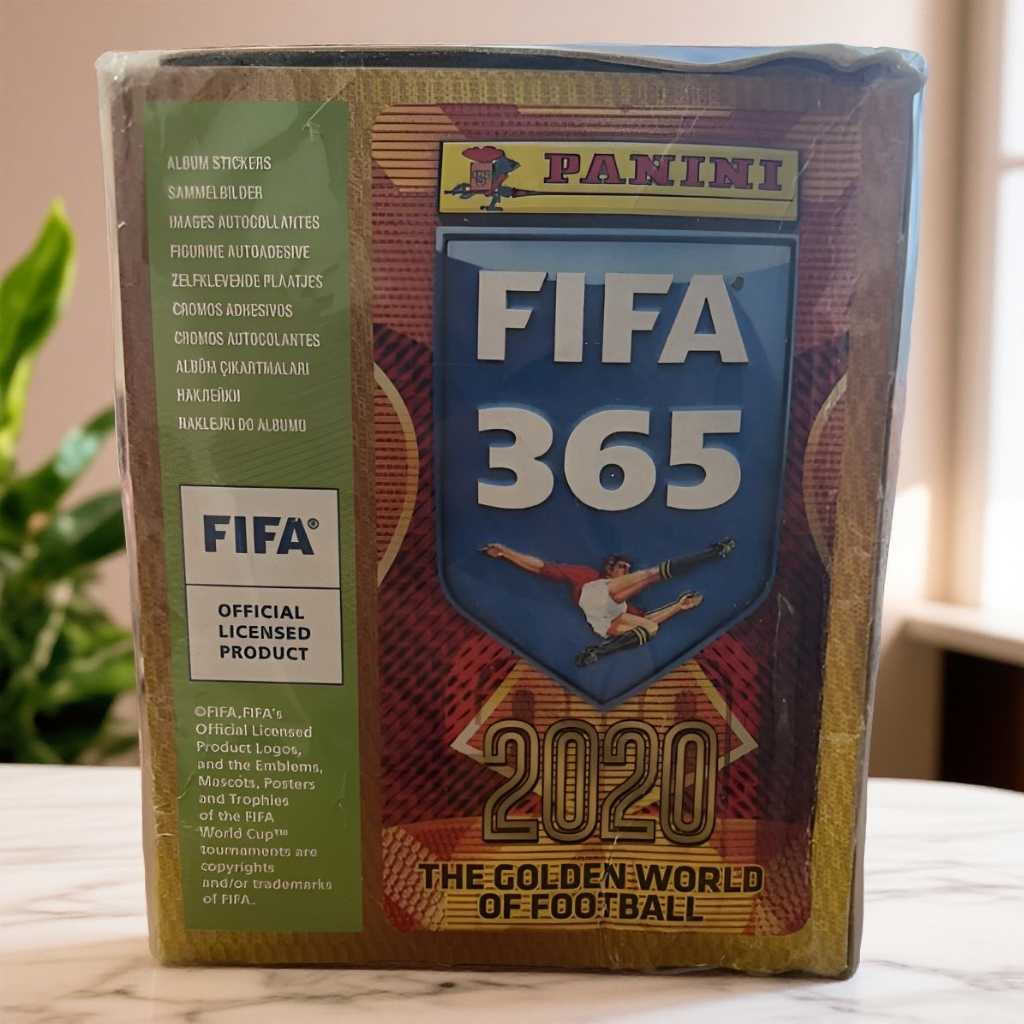 ALBUM STICKERS
SAMMELBILDER
IMAGES AUTOCOLLANTES
FIGURINE AUTOADESIVE
ZELFKLEVENDE PLAATJES
CROMOS ADHESIVOS
CROMOS AUTOCOLANTES
ALBÜM ÇIKARTMALARI
NAKLEJKI DO ALBUMU
FIFA®
OFFICIAL
LICENSED
PRODUCT
©FIFA,FIFA's
Official Licensed
Product Logos,
and the Emblems,
Mascots, Posters
and Trophies
of the FIFA
World Cup™
tournaments are
copyrights
and/or trademarks
of FIFA.
PANINI
FIFA
365
2020
THE GOLDEN WORLD
OF FOOTBALL